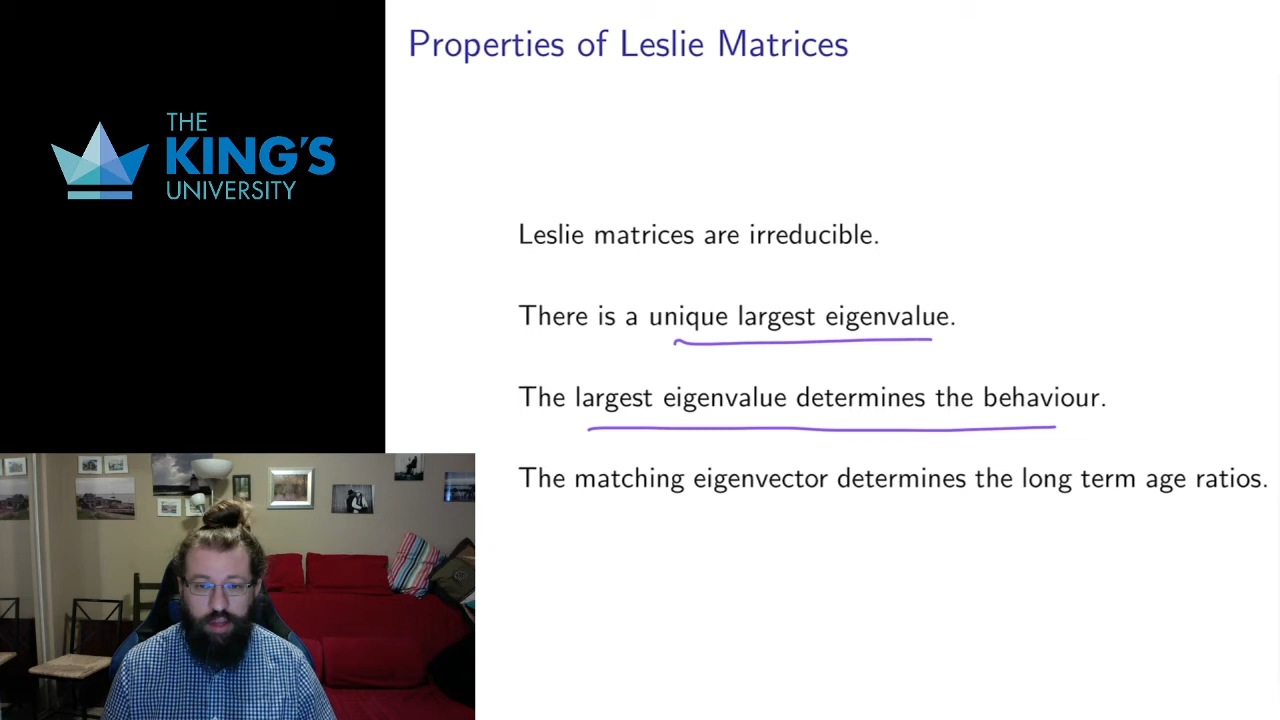 THE
KING'S
UNIVERSITY
Properties of Leslie Matrices
Leslie matrices are irreducible.
There is a unique largest eigenvalue.
The largest eigenvalue determines the behaviour.
The matching eigenvector determines the long term age ratios.